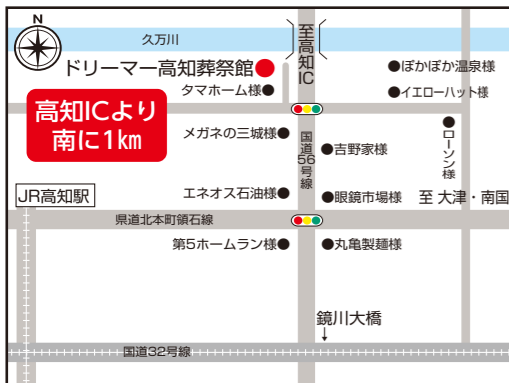 N
久万川
至高知IC
ドリーマー高知葬祭館
ぽかぽか温泉様
タマホーム様
イエローハット様
高知ICより
南に1km
メガネの三城様
国道56号線
吉野家様
ローソン様
JR高知駅
エネオス石油様
眼鏡市場様
至 大津・南国
県道北本町領石線
第5ホームラン様
丸亀製麺様
鏡川大橋
↓
国道32号線